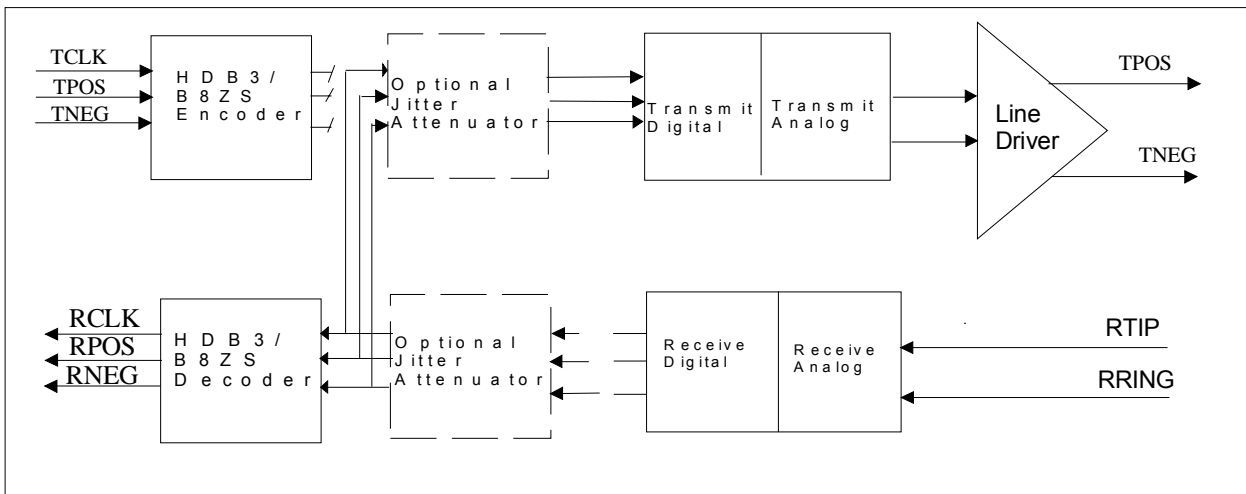 TCLK
TPOS
TNEG
HDB3/
B8ZS
Encoder
Optional
Jitter
Attenuator
Transmit
Digital
Transmit
Analog
Line
Driver
TPOS
TNEG
RCLK
RPOS
RNEG
HDB3/
B8ZS
Decoder
Optional
Jitter
Attenuator
Receive
Digital
Receive
Analog
RTIP
RRING